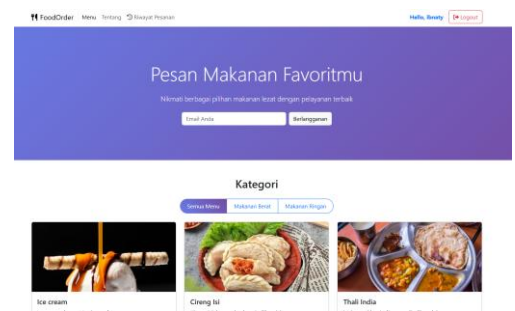 FoodOrder Menu Tentang Riwayat Pesanan
Hello, Logout
Pesan Makanan Favoritmu
Nikmati berbagai pilihan makanan lezat dengan pelayanan terbaik
Email Anda Berlangganan
Kategori
Semua Menu Makanan Berat Makanan Ringan
Ice cream Cireng Isi Thali India